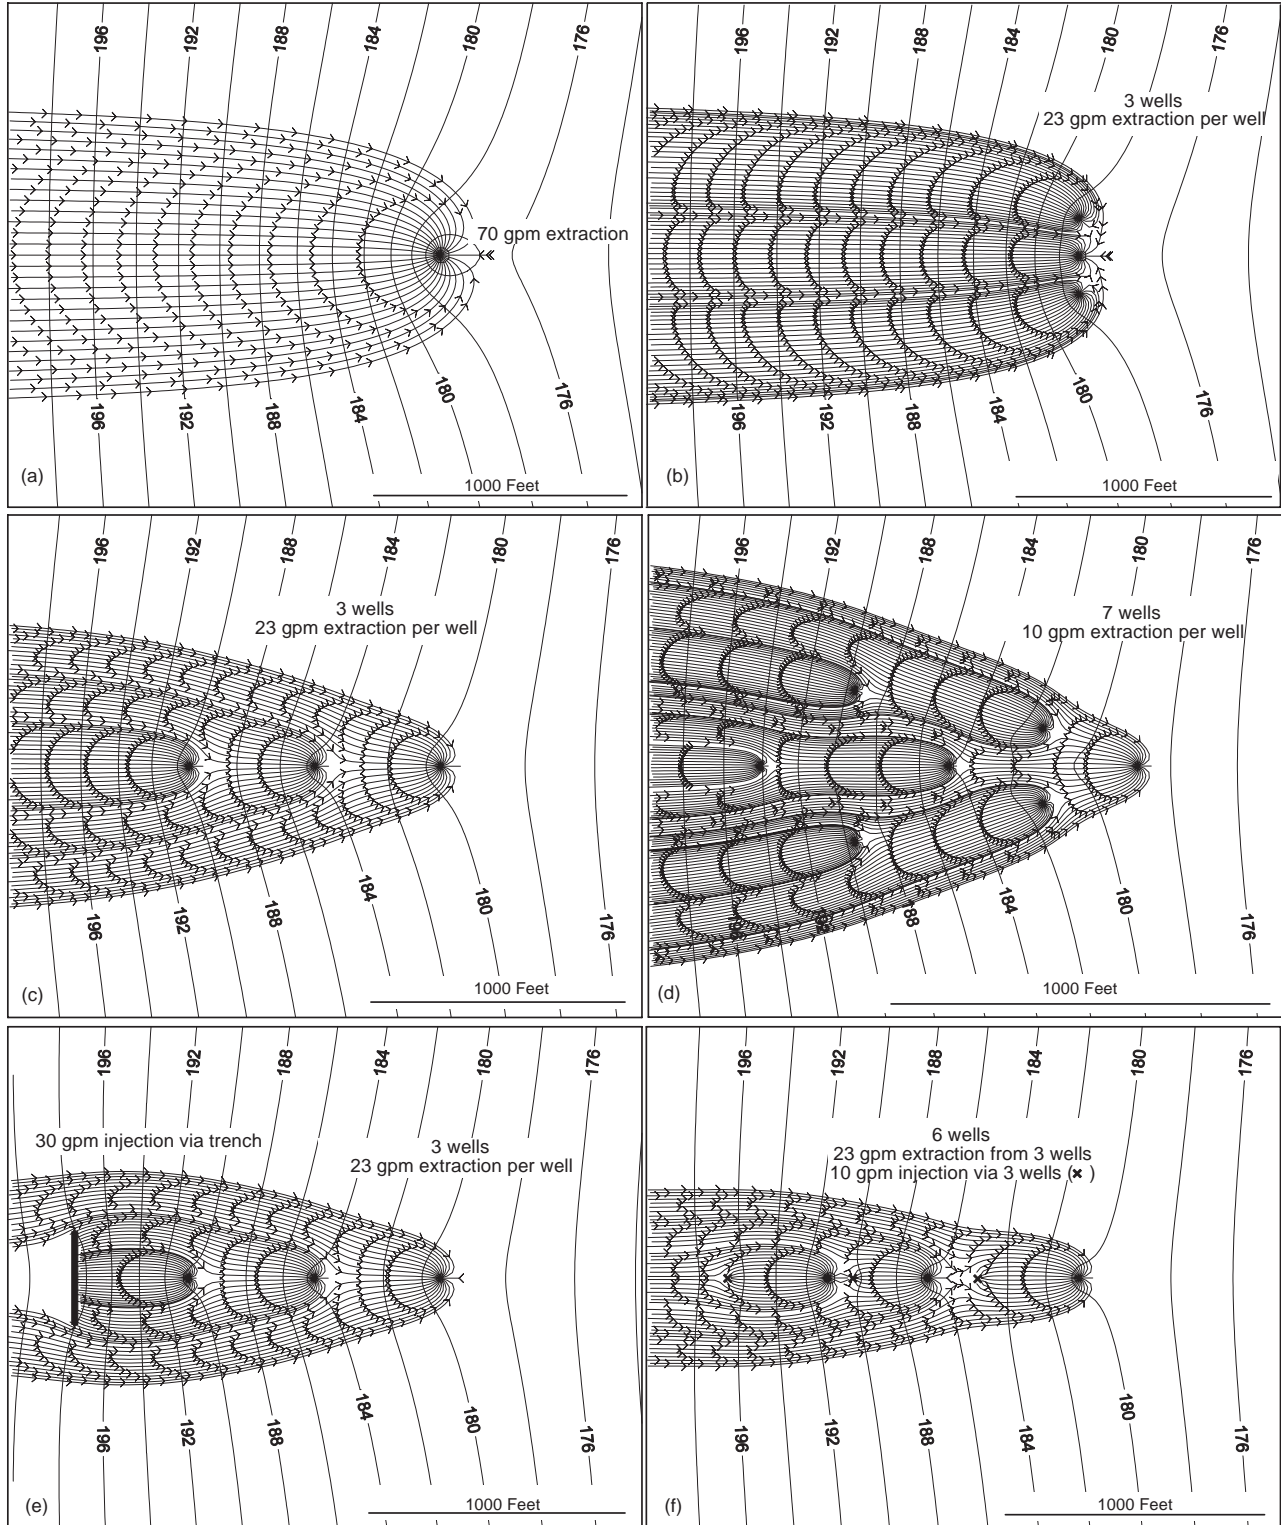 196 192 188 184 180 176
70 gpm extraction
196 192 188 184 180 176
(a)
1000 Feet
196 192 188 184 180 176
3 wells
23 gpm extraction per well
196 192 188 184 180 176
(b)
1000 Feet
196 192 188 184 180 176
3 wells
23 gpm extraction per well
196 192 188 184 180 176
(c)
1000 Feet
196 192 188 184 180 176
7 wells
10 gpm extraction per well
188 184 180 176
(d)
1000 Feet
196 192 188 184 180 176
30 gpm injection via trench
3 wells
23 gpm extraction per well
196 192 188 184 180 176
(e)
1000 Feet
196 192 188 184 180 176
6 wells
23 gpm extraction from 3 wells
10 gpm injection via 3 wells (× )
196 192 188 184 180 176
(f)
1000 Feet